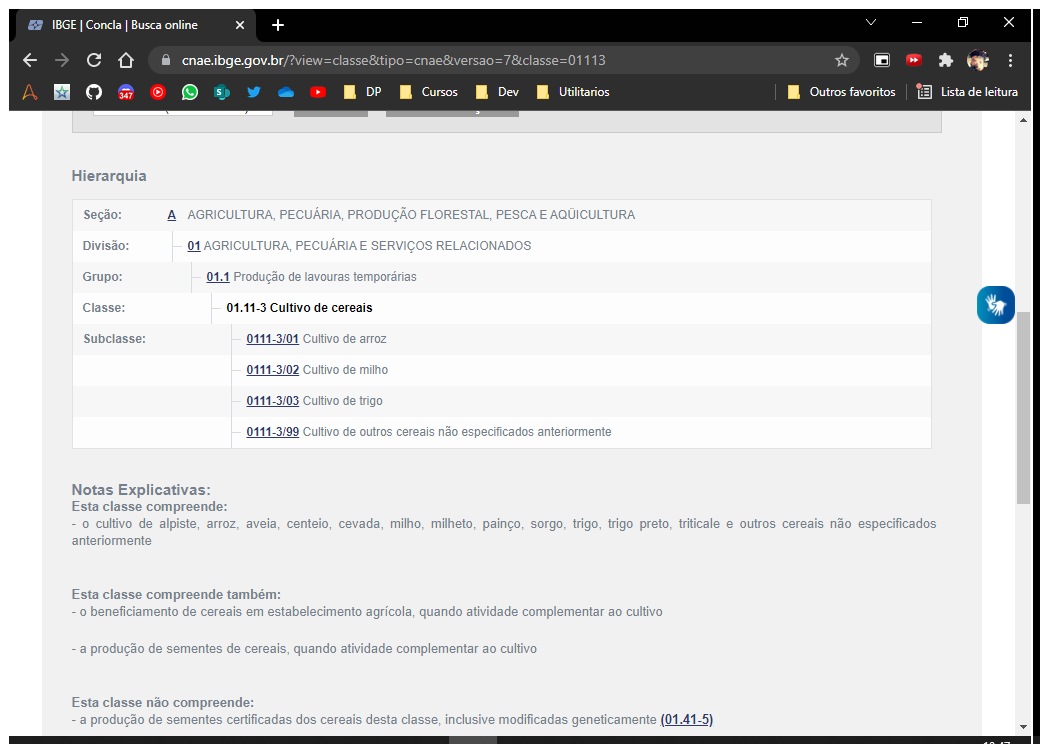 IBGE | Concla | Busca online
cnae.ibge.gov.br/?view=classe&tipo=cnae&versao=7&classe=01113
347
DP
Cursos
Dev
Utilitarios
Outros favoritos
Lista de leitura
Hierarquia
Seção: A AGRICULTURA, PECUÁRIA, PRODUÇÃO FLORESTAL, PESCA E AQÜICULTURA
Divisão: 01 AGRICULTURA, PECUÁRIA E SERVIÇOS RELACIONADOS
Grupo: 01.1 Produção de lavouras temporárias
Classe: 01.11-3 Cultivo de cereais
Subclasse: 0111-3/01 Cultivo de arroz
0111-3/02 Cultivo de milho
0111-3/03 Cultivo de trigo
0111-3/99 Cultivo de outros cereais não especificados anteriormente
Notas Explicativas:
Esta classe compreende:
- o cultivo de alpiste, arroz, aveia, centeio, cevada, milho, milheto, painço, sorgo, trigo, trigo preto, triticale e outros cereais não especificados
anteriormente
Esta classe compreende também:
- o beneficiamento de cereais em estabelecimento agrícola, quando atividade complementar ao cultivo
- a produção de sementes de cereais, quando atividade complementar ao cultivo
Esta classe não compreende:
- a produção de sementes certificadas dos cereais desta classe, inclusive modificadas geneticamente (01.41-5)